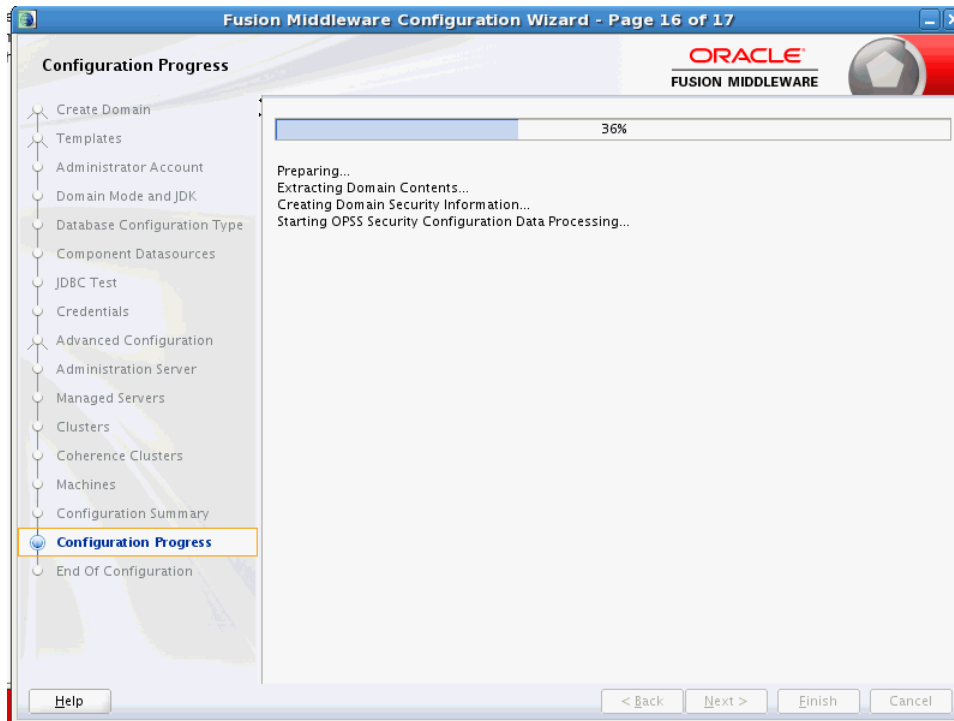 Fusion Middleware Configuration Wizard - Page 16 of 17
Configuration Progress
ORACLE
FUSION MIDDLEWARE
Create Domain
Templates
Administrator Account
Domain Mode and JDK
Database Configuration Type
Component Datasources
JDBC Test
Credentials
Advanced Configuration
Administration Server
Managed Servers
Clusters
Coherence Clusters
Machines
Configuration Summary
Configuration Progress
End Of Configuration
36%
Preparing...
Extracting Domain Contents...
Creating Domain Security Information...
Starting OPSS Security Configuration Data Processing...
Help
< Back
Next >
Finish
Cancel